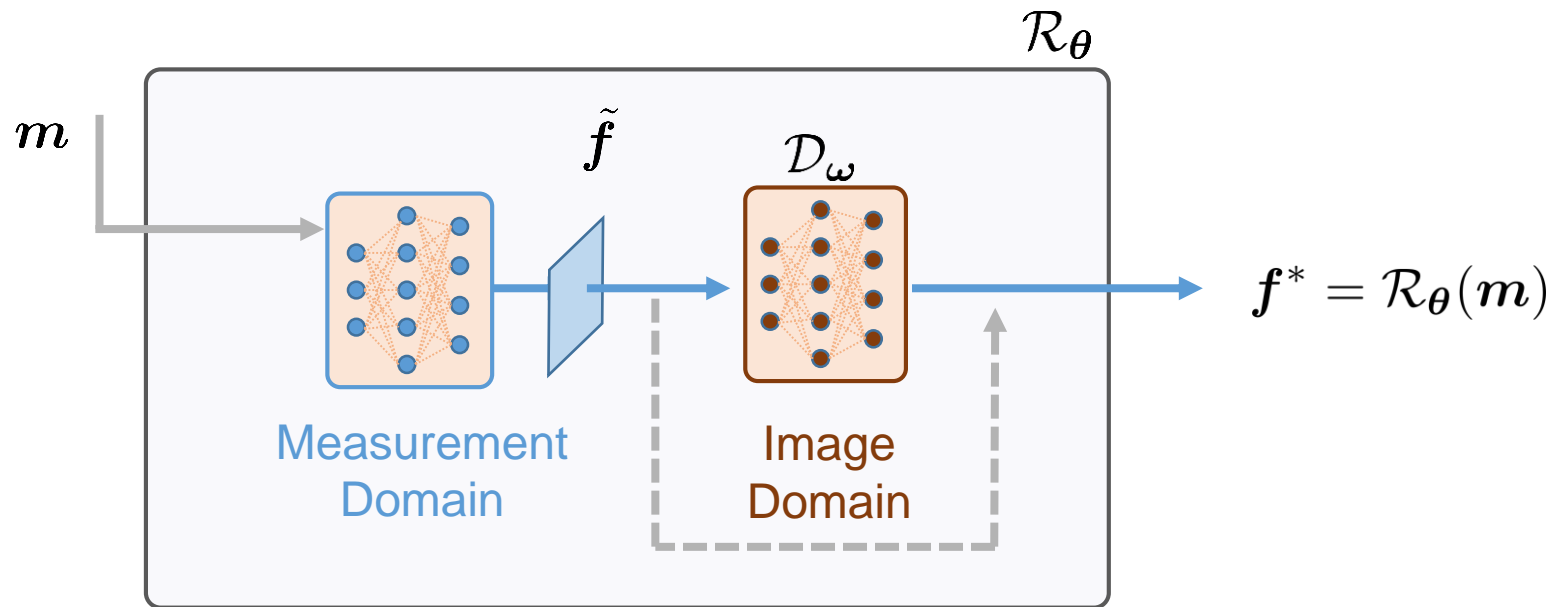 𝓡_𝜽
𝒎
𝒇̃
𝓓_𝝎
𝒇* = 𝓡_𝜽(𝒎)
Measurement
Domain
Image
Domain